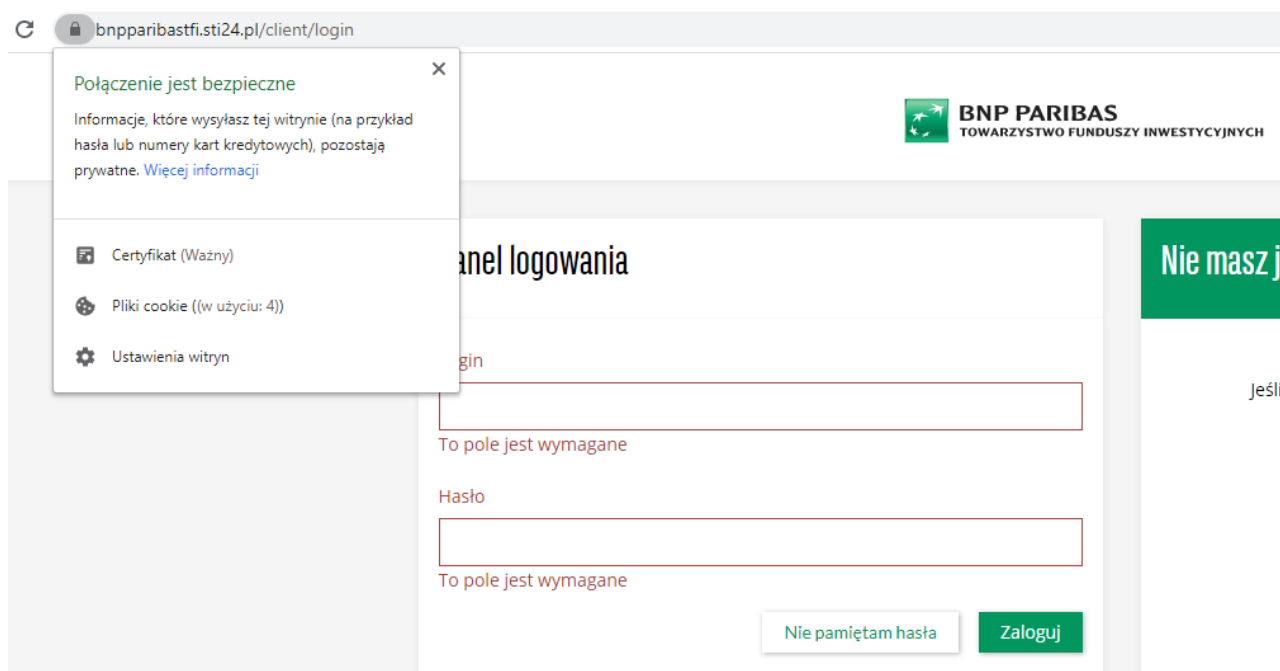 bnpparibastfi.sti24.pl/client/login
Połączenie jest bezpieczne
Informacje, które wysyłasz tej witrynie (na przykład
hasła lub numery kart kredytowych), pozostają
prywatne. Więcej informacji
Certyfikat (Ważny)
Pliki cookie ((w użyciu: 4))
Ustawienia witryn
BNP PARIBAS
TOWARZYSTWO FUNDUSZY INWESTYCYJNYCH
anel logowania
gin
To pole jest wymagane
Hasło
To pole jest wymagane
Nie pamiętam hasła
Zaloguj
Nie masz j
Jeśli